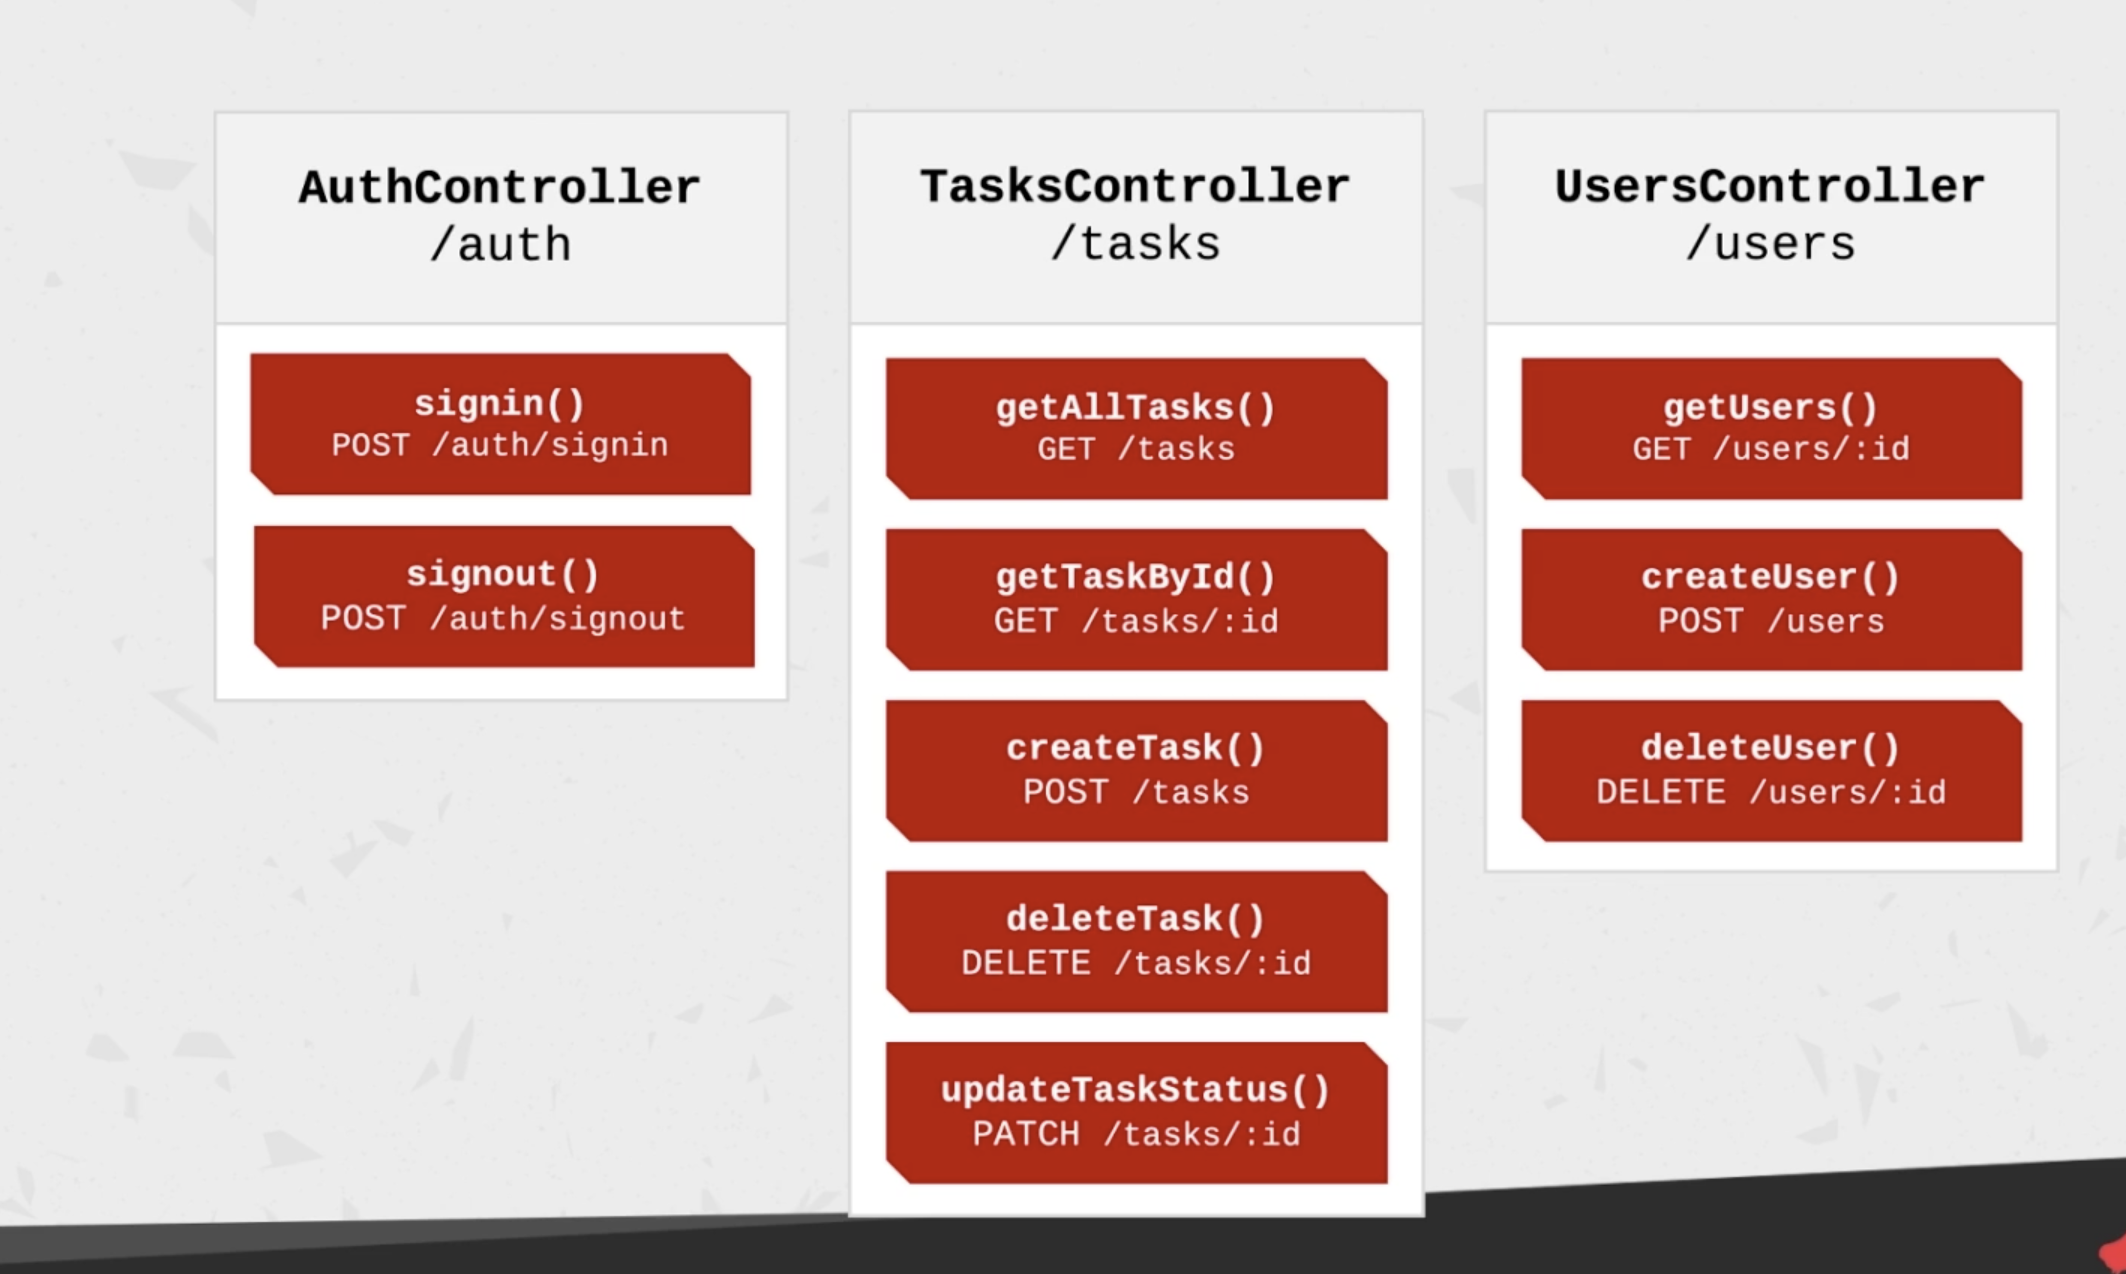 AuthController
/auth
signin()
POST /auth/signin
signout()
POST /auth/signout
TasksController
/tasks
getAllTasks()
GET /tasks
getTaskById()
GET /tasks/:id
createTask()
POST /tasks
deleteTask()
DELETE /tasks/:id
updateTaskStatus()
PATCH /tasks/:id
UsersController
/users
getUsers()
GET /users/:id
createUser()
POST /users
deleteUser()
DELETE /users/:id